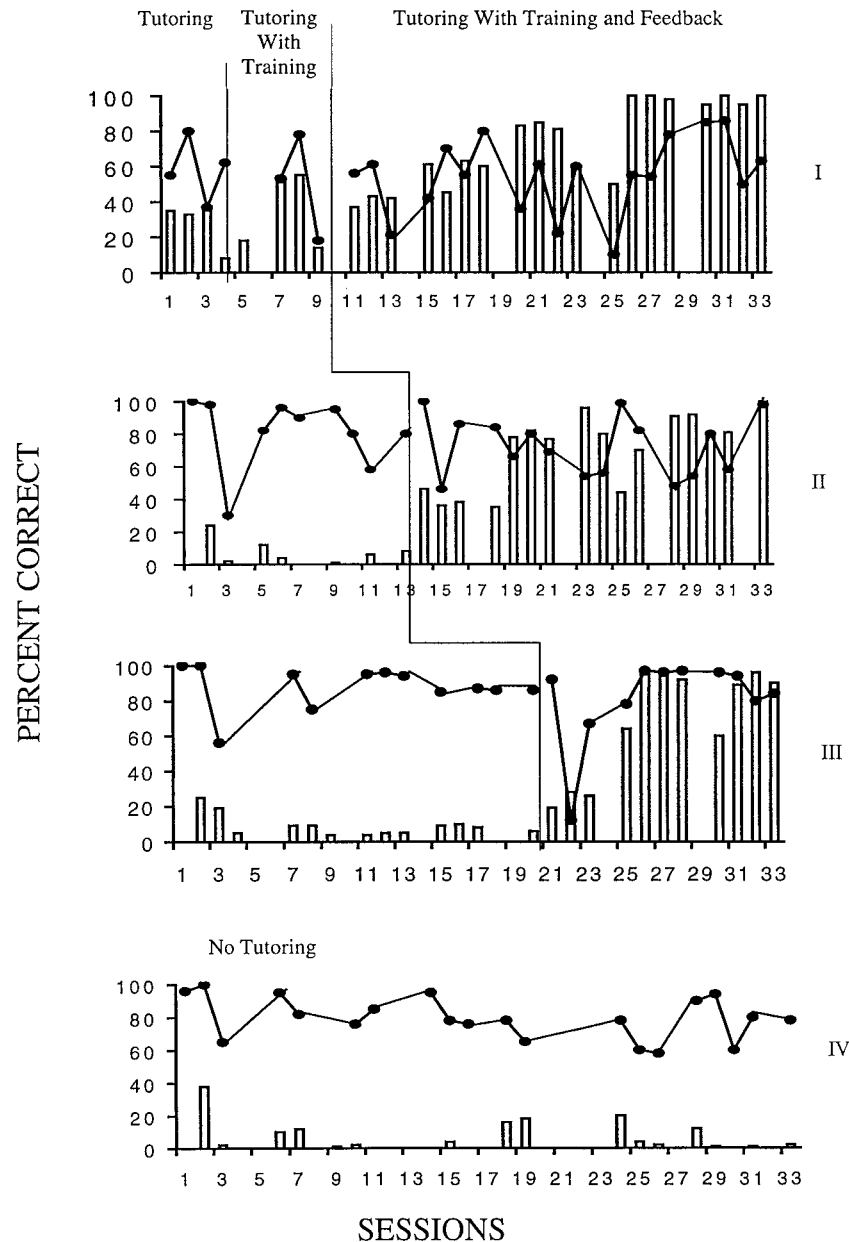 Tutoring
Tutoring
With
Training
Tutoring With Training and Feedback
PERCENT CORRECT
100
80
60
40
20
0
1 3 5 7 9 11 13 15 17 19 21 23 25 27 29 31 33
I
100
80
60
40
20
0
1 3 5 7 9 11 13 15 17 19 21 23 25 27 29 31 33
II
100
80
60
40
20
0
1 3 5 7 9 11 13 15 17 19 21 23 25 27 29 31 33
III
No Tutoring
100
80
60
40
20
0
1 3 5 7 9 11 13 15 17 19 21 23 25 27 29 31 33
IV
SESSIONS